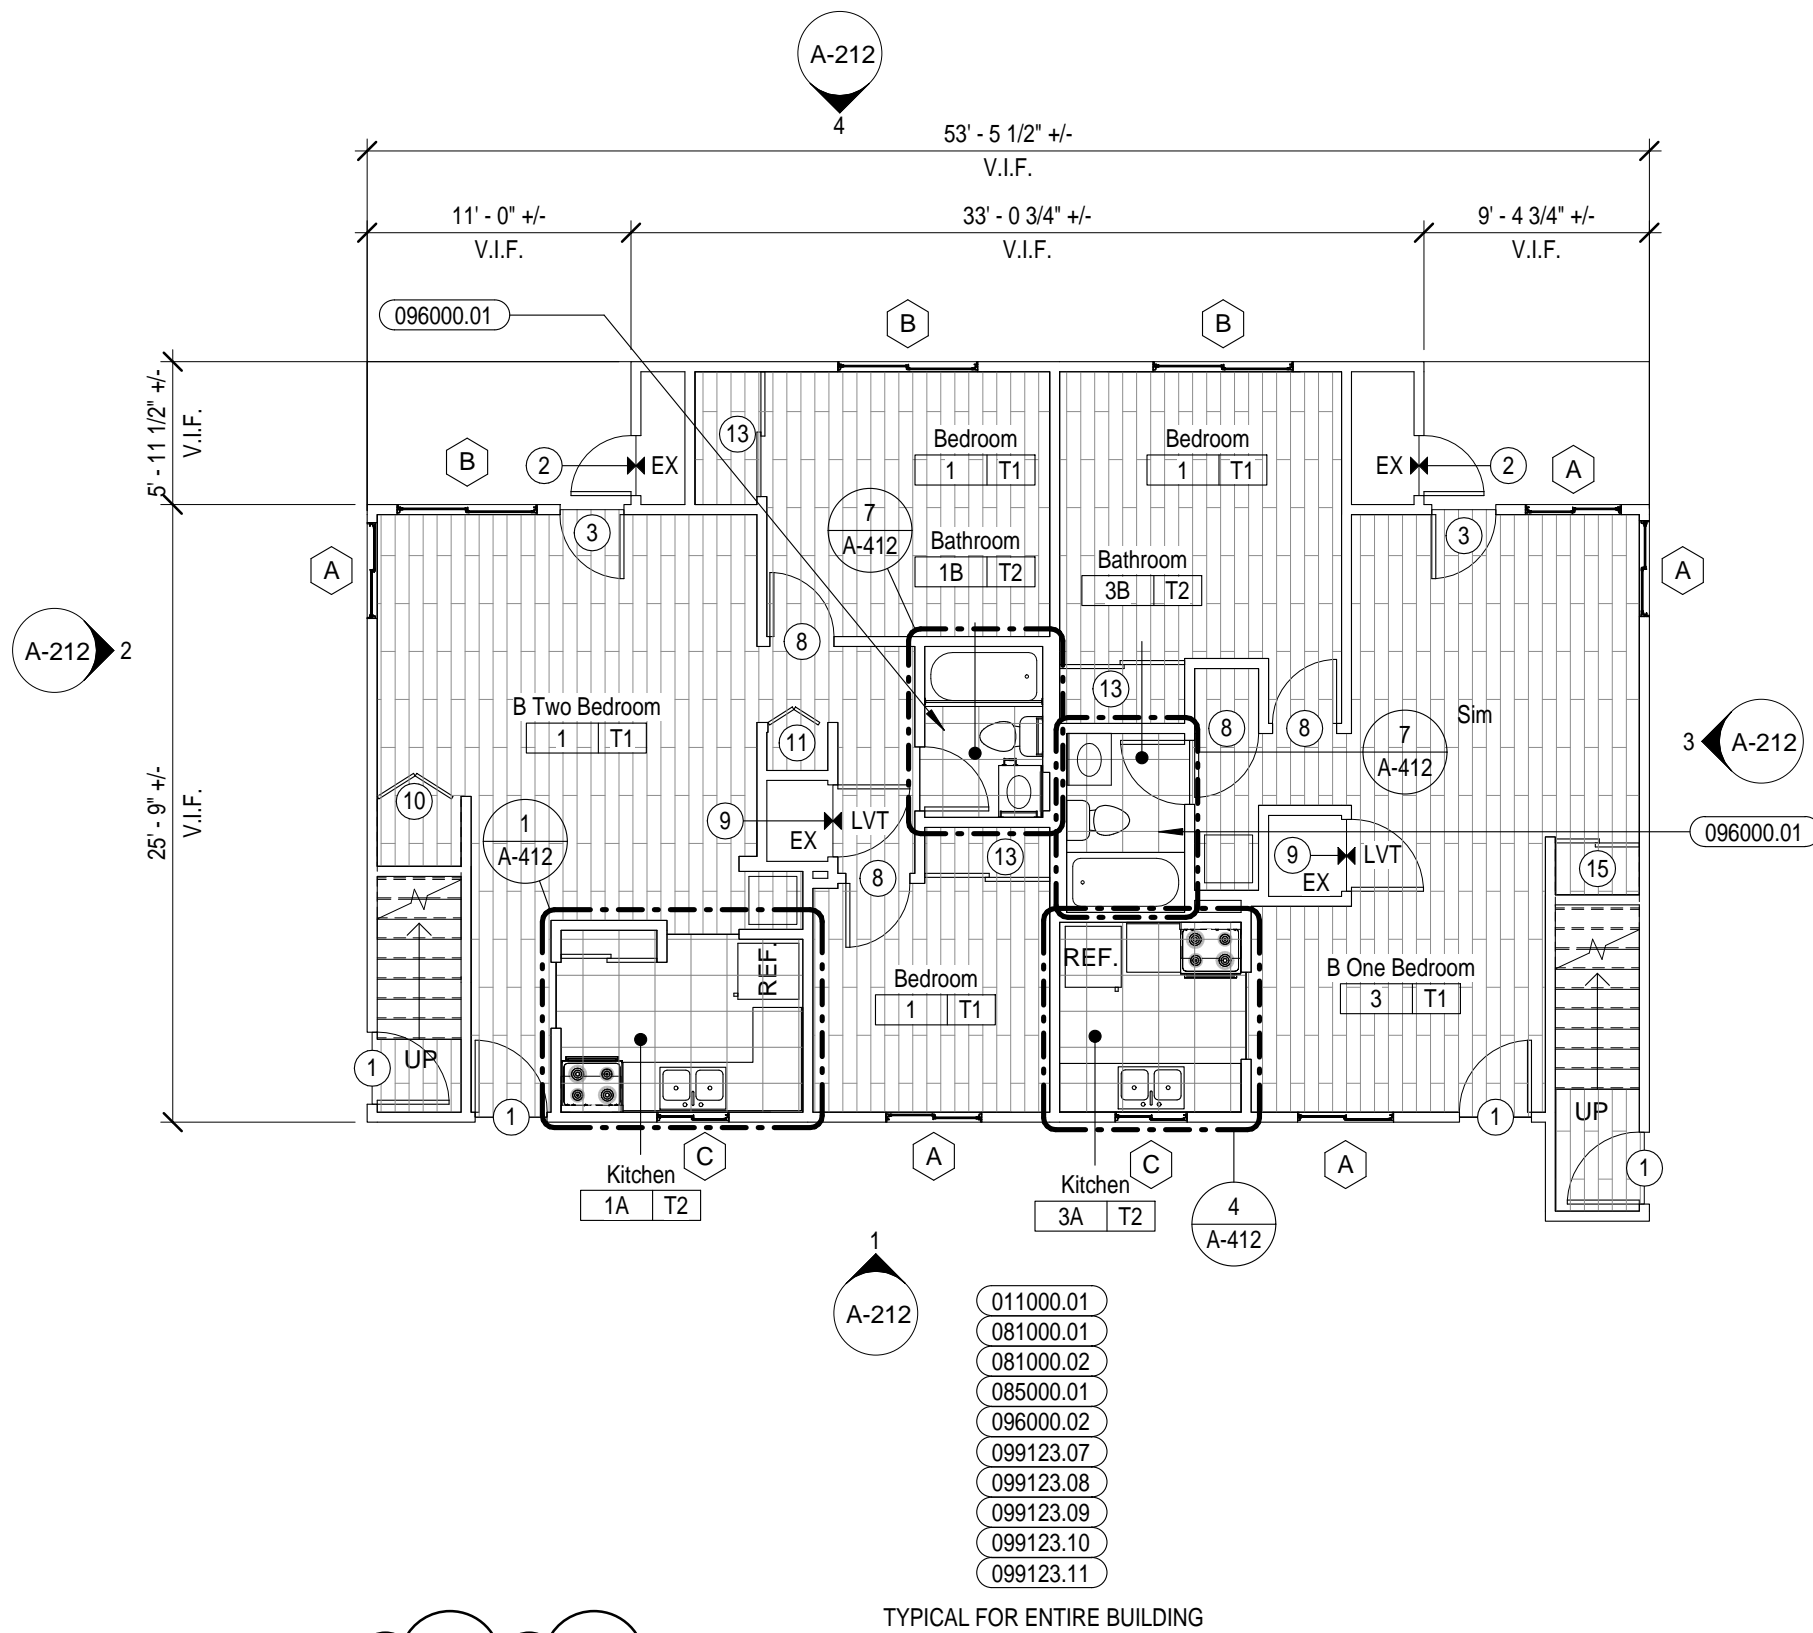 A-212
4
53' - 5 1/2" +/-
V.I.F.
11' - 0" +/-
V.I.F.
33' - 0 3/4" +/-
V.I.F.
9' - 4 3/4" +/-
V.I.F.
096000.01
B
B
5' - 11 1/2" +/-
V.I.F.
13
Bedroom
1 T1
Bedroom
1 T1
B
2
EX
EX
2
A
7
A-412
3
Bathroom
1B T2
Bathroom
3B T2
3
A
A
A-212
2
8
13
B Two Bedroom
1 T1
11
8
8
Sim
7
A-412
3
A-212
10
25' - 9" +/-
V.I.F.
1
A-412
9
EX
LVT
8
13
9
EX
LVT
15
096000.01
REF.
REF.
Bedroom
1 T1
B One Bedroom
3 T1
1
UP
1
1
UP
1
C
A
C
A
Kitchen
1A T2
Kitchen
3A T2
4
A-412
1
A-212
011000.01
081000.01
081000.02
085000.01
096000.02
099123.07
099123.08
099123.09
099123.10
099123.11
TYPICAL FOR ENTIRE BUILDING